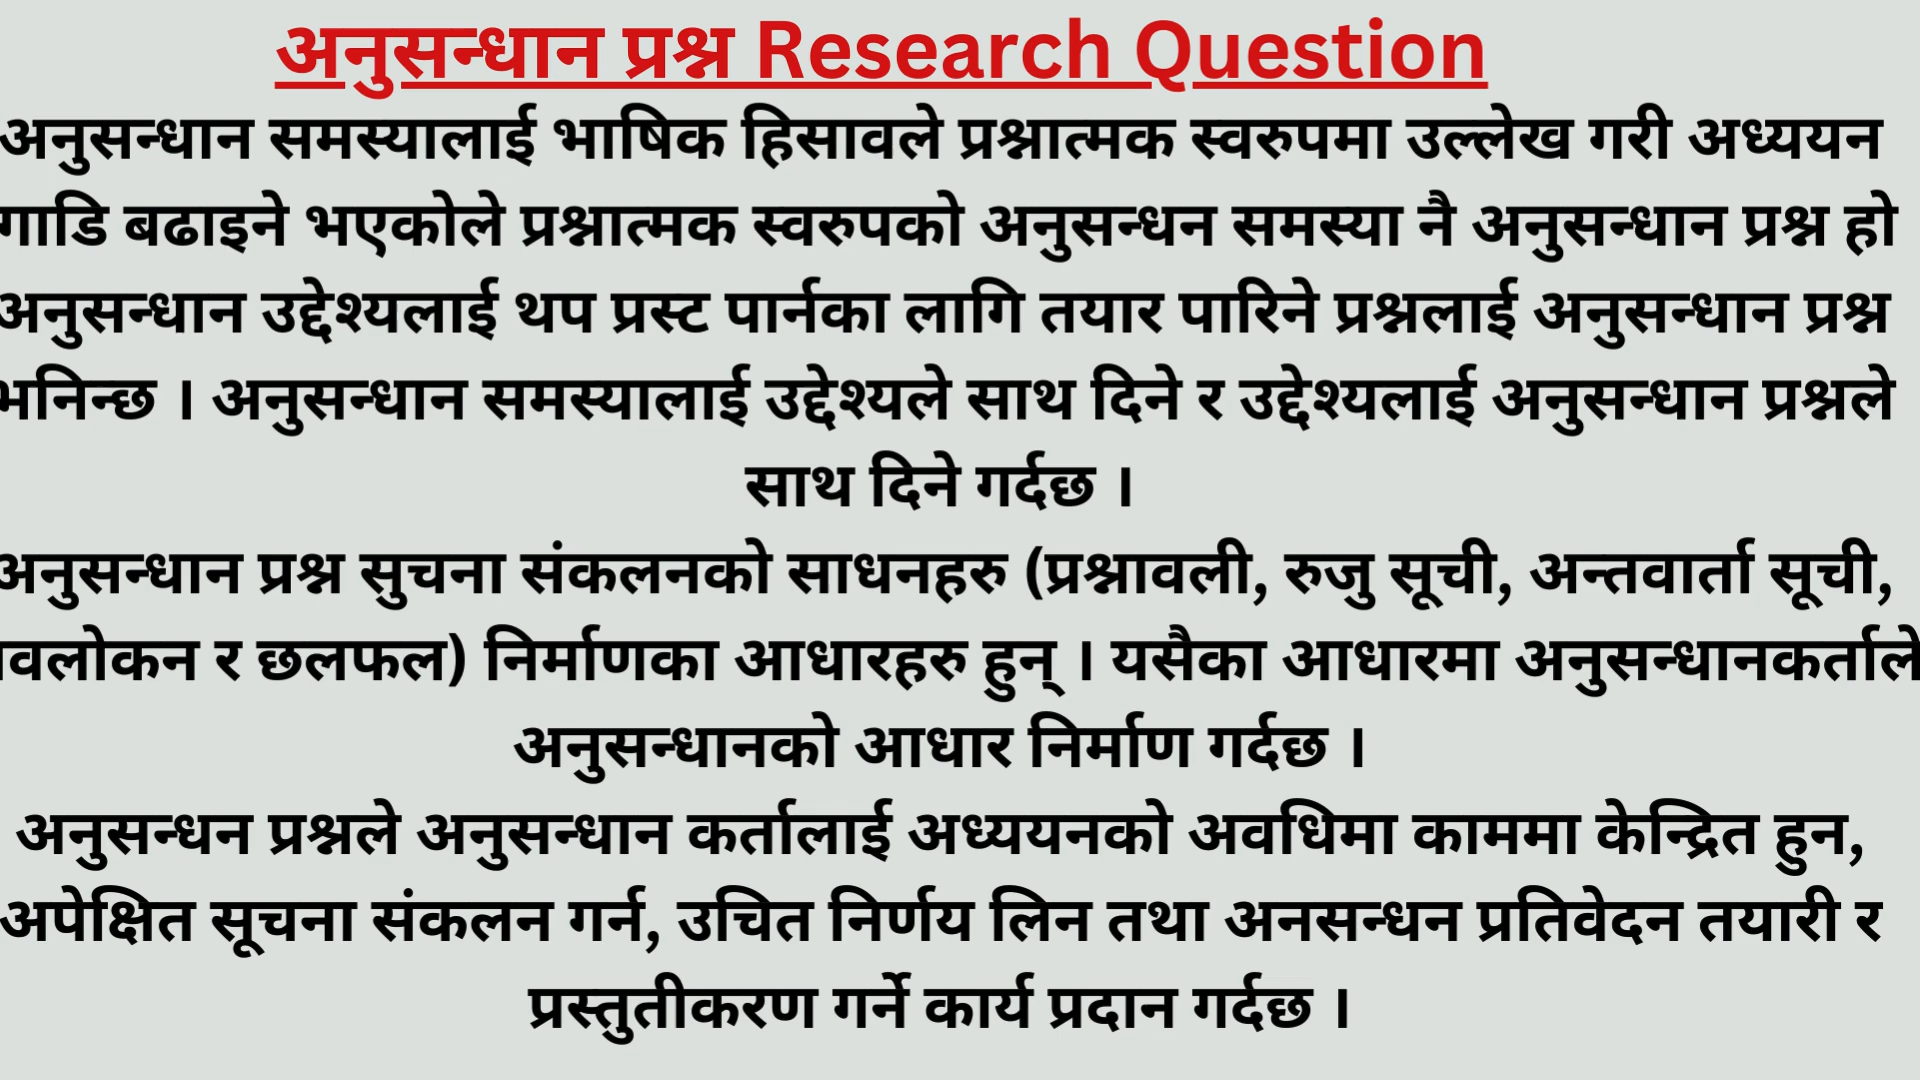 अनुसन्धान प्रश्न Research Question
अनुसन्धान समस्यालाई भाषिक हिसावले प्रश्नात्मक स्वरुपमा उल्लेख गरी अध्ययन
गाडि बढाइने भएकोले प्रश्नात्मक स्वरुपको अनुसन्धन समस्या नै अनुसन्धान प्रश्न हो
अनुसन्धान उद्देश्यलाई थप प्रस्ट पार्नका लागि तयार पारिने प्रश्नलाई अनुसन्धान प्रश्न
भनिन्छ । अनुसन्धान समस्यालाई उद्देश्यले साथ दिने र उद्देश्यलाई अनुसन्धान प्रश्नले
साथ दिने गर्दछ ।
अनुसन्धान प्रश्न सुचना संकलनको साधनहरु (प्रश्नावली, रुजु सूची, अन्तवार्ता सूची,
वलोकन र छलफल) निर्माणका आधारहरु हुन् । यसैका आधारमा अनुसन्धानकर्ताले
अनुसन्धानको आधार निर्माण गर्दछ ।
अनुसन्धन प्रश्नले अनुसन्धान कर्तालाई अध्ययनको अवधिमा काममा केन्द्रित हुन,
अपेक्षित सूचना संकलन गर्न, उचित निर्णय लिन तथा अनसन्धन प्रतिवेदन तयारी र
प्रस्तुतीकरण गर्ने कार्य प्रदान गर्दछ ।